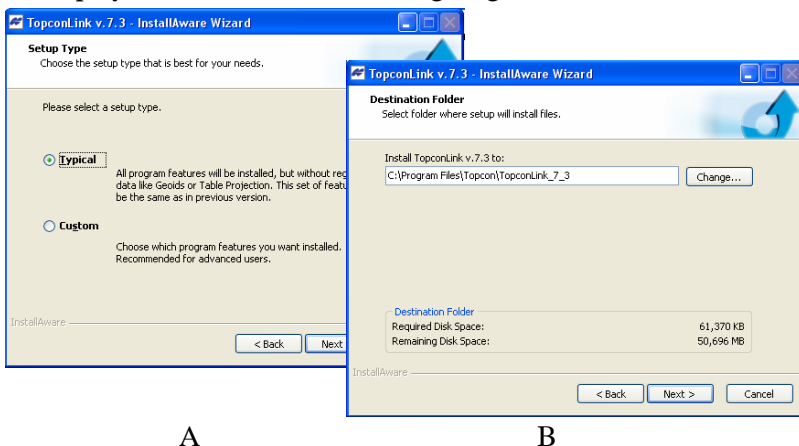 TopconLink v.7.3 - InstallAware Wizard
Setup Type
Choose the setup type that is best for your needs.
Please select a setup type.
Typical
All program features will be installed, but without
data like Geoids or Table Projection. This set of
be the same as in previous version.
Custom
Choose which program features you want installed.
Recommended for advanced users.
InstallAware
< Back
Next
TopconLink v.7.3 - InstallAware Wizard
Destination Folder
Select folder where setup will install files.
Install TopconLink v.7.3 to:
C:\Program Files\Topcon\TopconLink_7_3
Change...
Destination Folder
Required Disk Space: 61,370 KB
Remaining Disk Space: 50,696 MB
InstallAware
< Back
Next >
Cancel
A
B